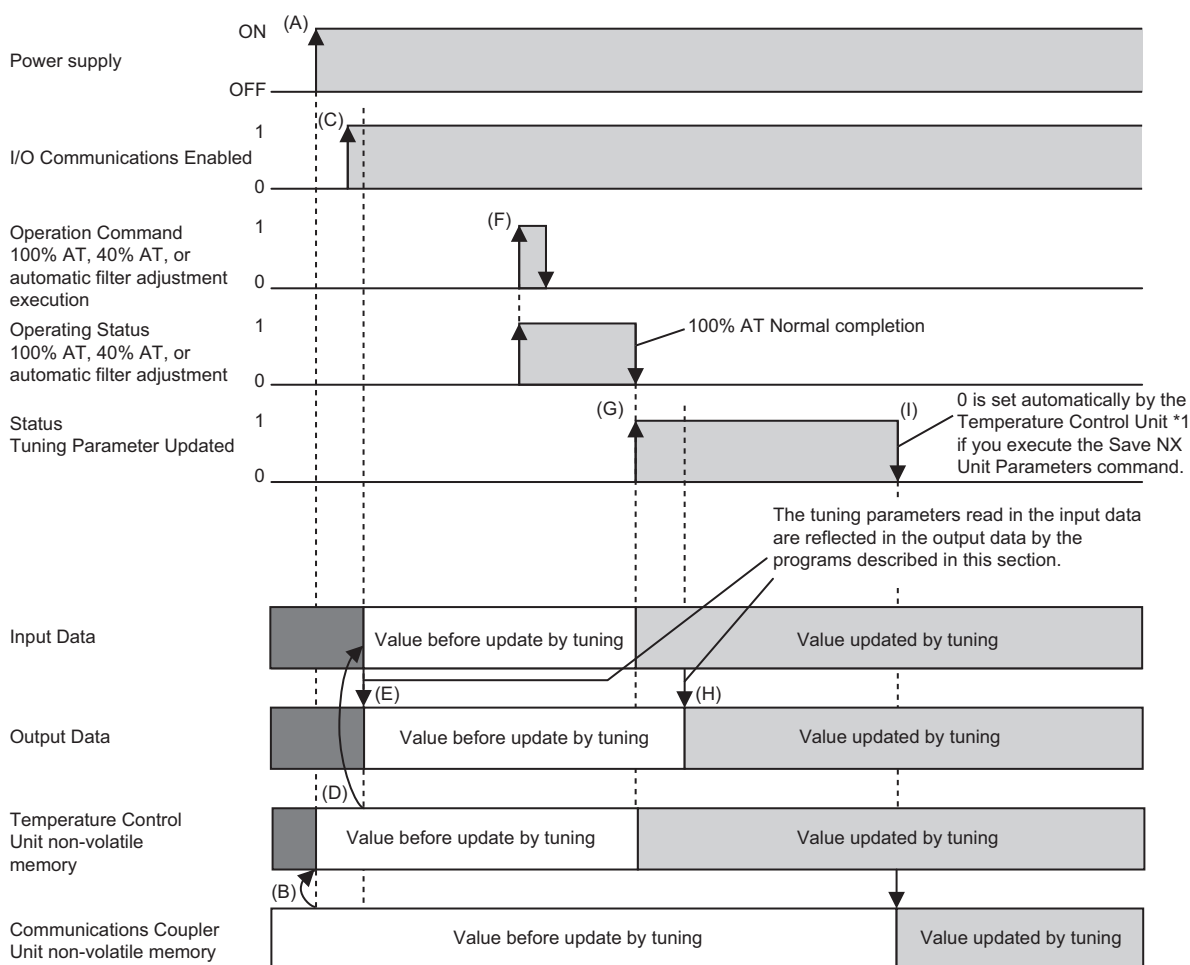 ON
(A)
Power supply
OFF
(C)
1
I/O Communications Enabled
0
Operation Command
100% AT, 40% AT, or
automatic filter adjustment
execution
1
(F)
0
Operating Status
100% AT, 40% AT, or
automatic filter adjustment
1
100% AT Normal completion
0
Status
Tuning Parameter Updated
1
(G)
(I)
0 is set automatically by the
Temperature Control Unit *1
if you execute the Save NX
Unit Parameters command.
0
The tuning parameters read in the input data
are reflected in the output data by the
programs described in this section.
Input Data
Value before update by tuning
Value updated by tuning
(E)
(H)
Output Data
Value before update by tuning
Value updated by tuning
(D)
Temperature Control
Unit non-volatile
memory
Value before update by tuning
Value updated by tuning
(B)
Communications Coupler
Unit non-volatile memory
Value before update by tuning
Value updated by tuning